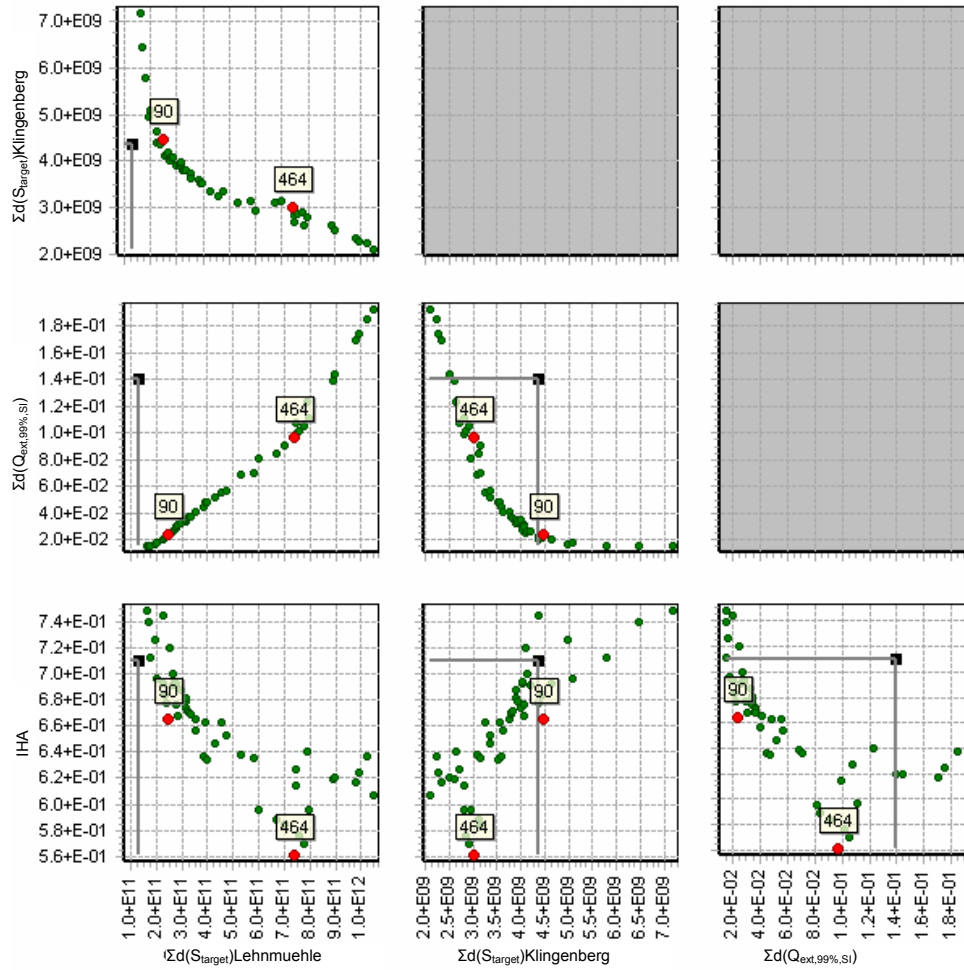 7.0+E09
6.0+E09
5.0+E09
4.0+E09
3.0+E09
2.0+E09
Σd(Starget)Klingenberg
90
464
1.8+E-01
1.6+E-01
1.4+E-01
1.2+E-01
1.0+E-01
8.0+E-02
6.0+E-02
4.0+E-02
2.0+E-02
Σd(Qext,99%,SI)
464
90
464
90
7.4+E-01
7.2+E-01
7.0+E-01
6.8+E-01
6.6+E-01
6.4+E-01
6.2+E-01
6.0+E-01
5.8+E-01
5.6+E-01
IHA
90
464
90
464
90
464
1.0+E11
2.0+E11
3.0+E11
4.0+E11
5.0+E11
6.0+E11
7.0+E11
8.0+E11
9.0+E11
1.0+E12
2.0+E09
2.5+E09
3.0+E09
3.5+E09
4.0+E09
4.5+E09
5.0+E09
5.5+E09
6.0+E09
6.5+E09
7.0+E09
2.0+E-02
4.0+E-02
6.0+E-02
8.0+E-02
1.0+E-01
1.2+E-01
1.4+E-01
1.6+E-01
1.8+E-01
Σd(Starget)Lehnmuehle
Σd(Starget)Klingenberg
Σd(Qext,99%,SI)